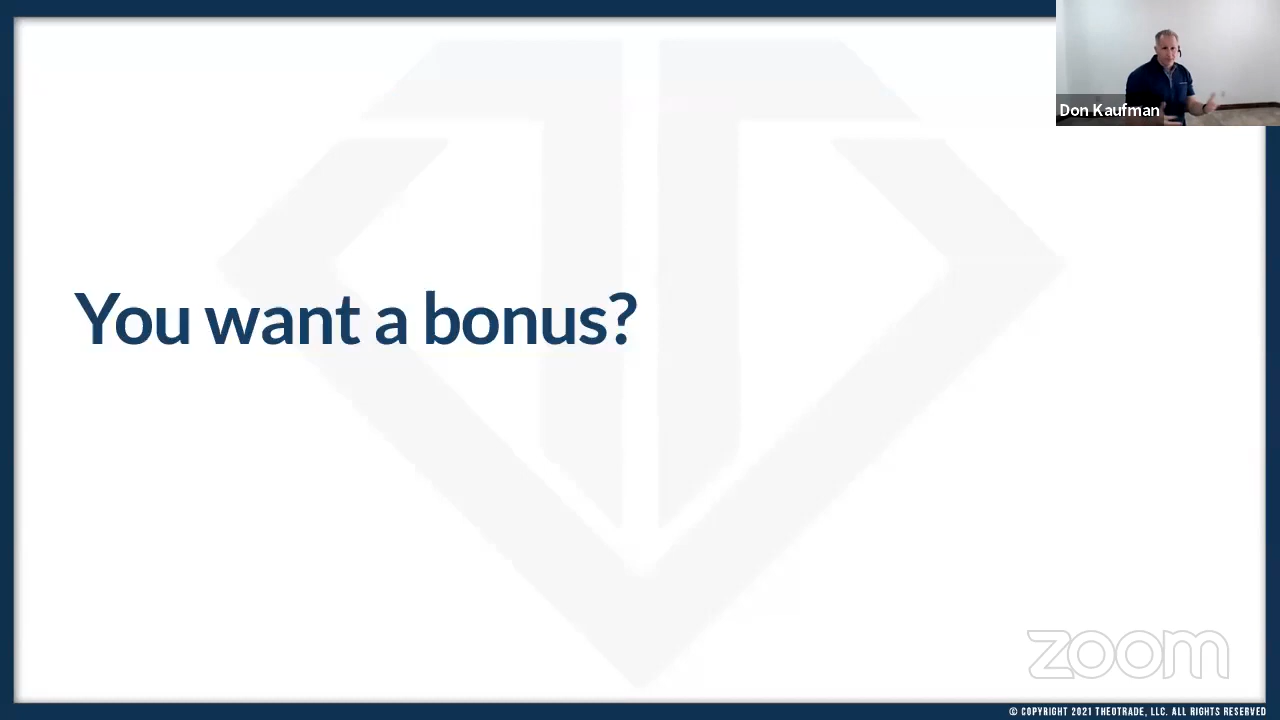 Don Kaufman
You want a bonus?
zoom
© COPYRIGHT 2021 THEOTRADE, LLC. ALL RIGHTS RESERVED